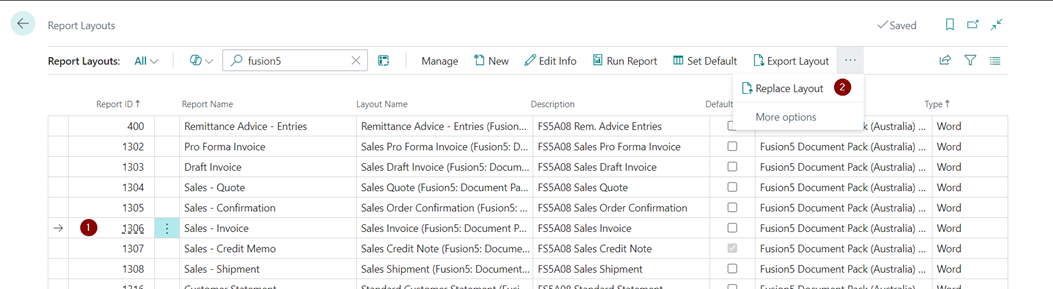 Report Layouts
Saved
Report Layouts: All fusion5 Manage New Edit Info Run Report Set Default Export Layout ...
Replace Layout 2
More options
Report ID ↑ Report Name Layout Name Description Default Type ↑
400 Remittance Advice - Entries Remittance Advice - Entries (Fusion... FS5A08 Rem. Advice Entries Fusion5 Document Pack (Australia) ... Word
1302 Pro Forma Invoice Sales Pro Forma Invoice (Fusion5: D... FS5A08 Sales Pro Forma Invoice Fusion5 Document Pack (Australia) ... Word
1303 Draft Invoice Sales Draft Invoice (Fusion5: Docum... FS5A08 Sales Draft Invoice Fusion5 Document Pack (Australia) ... Word
1304 Sales - Quote Sales Quote (Fusion5: Document Pa... FS5A08 Sales Quote Fusion5 Document Pack (Australia) ... Word
1305 Sales - Confirmation Sales Order Confirmation (Fusion5: ... FS5A08 Sales Order Confirmation Fusion5 Document Pack (Australia) ... Word
1 1306 Sales - Invoice Sales Invoice (Fusion5: Document P... FS5A08 Sales Invoice Fusion5 Document Pack (Australia) ... Word
1307 Sales - Credit Memo Sales Credit Note (Fusion5: Docume... FS5A08 Sales Credit Note Fusion5 Document Pack (Australia) ... Word
1308 Sales - Shipment Sales Shipment (Fusion5: Document ... FS5A08 Sales Shipment Fusion5 Document Pack (Australia) ... Word